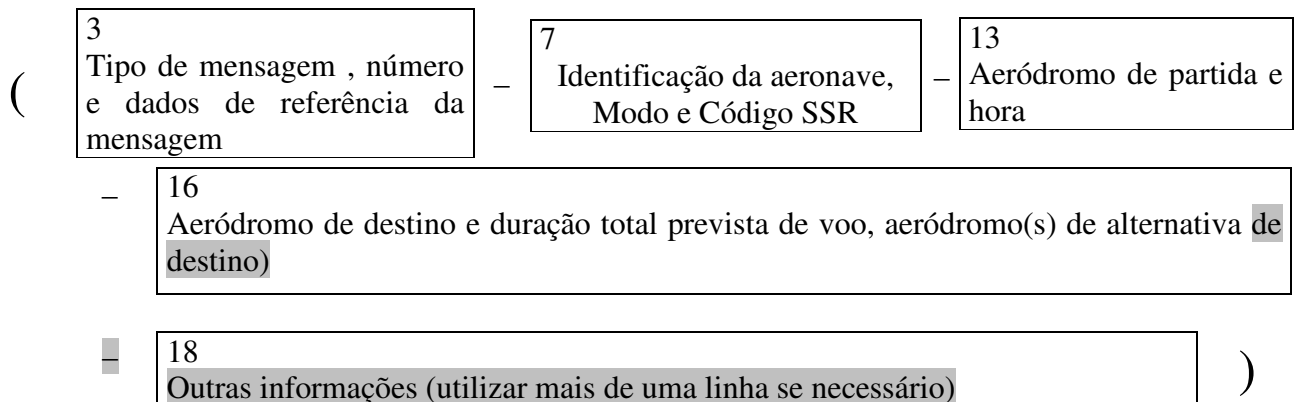 (
3
Tipo de mensagem , número
e dados de referência da
mensagem
–
7
Identificação da aeronave,
Modo e Código SSR
–
13
Aeródromo de partida e
hora
–
16
Aeródromo de destino e duração total prevista de voo, aeródromo(s) de alternativa de
destino)
–
18
Outras informações (utilizar mais de uma linha se necessário)
)